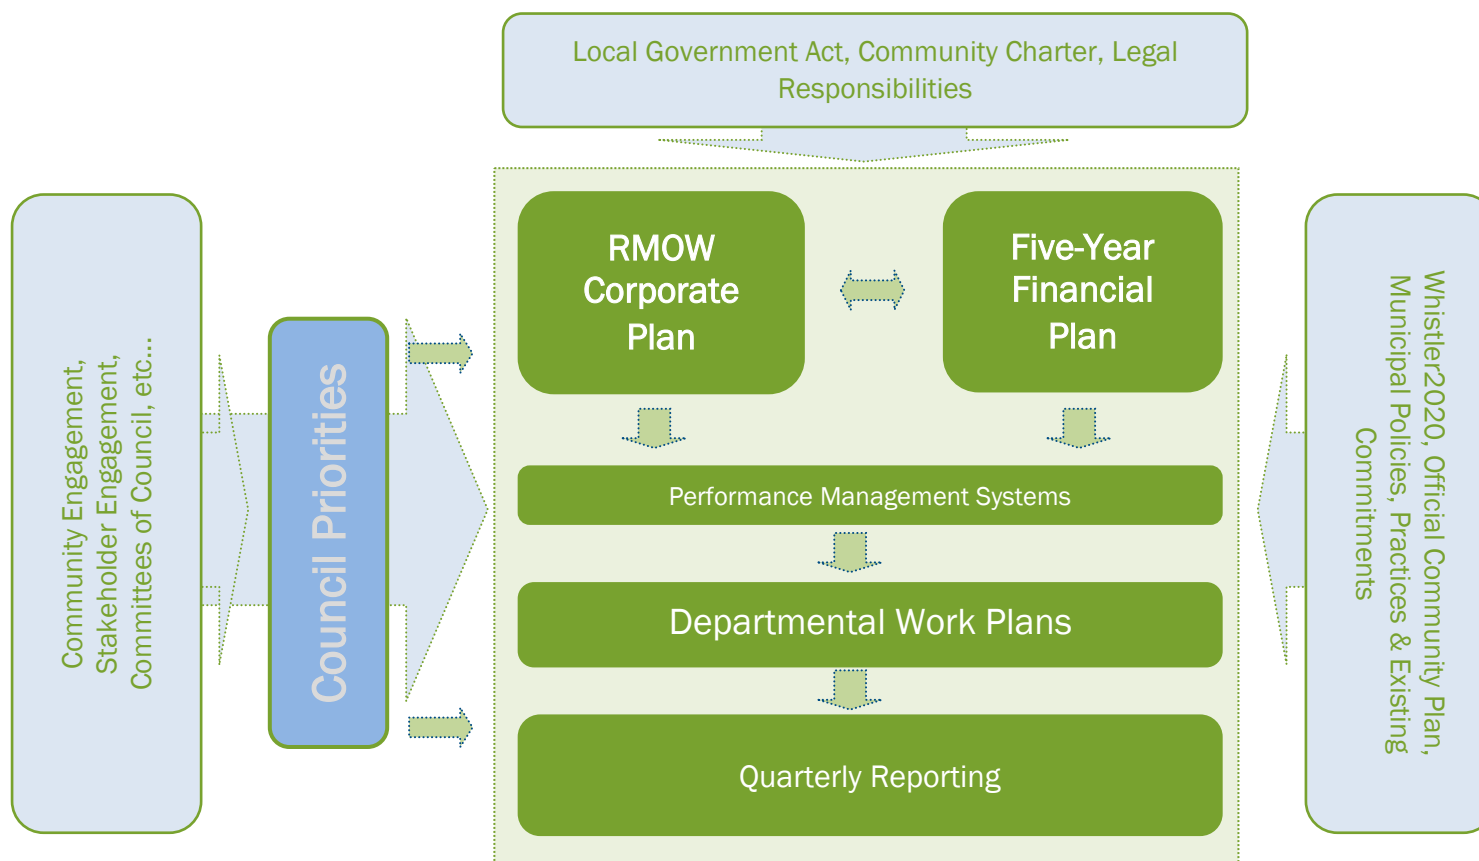 Local Government Act, Community Charter, Legal
Responsibilities
Community Engagement,
Stakeholder Engagement,
Committees of Council, etc...
Council Priorities
RMOW
Corporate
Plan
Five-Year
Financial
Plan
Performance Management Systems
Departmental Work Plans
Quarterly Reporting
Whistler2020, Official Community Plan,
Municipal Policies, Practices & Existing
Commitments